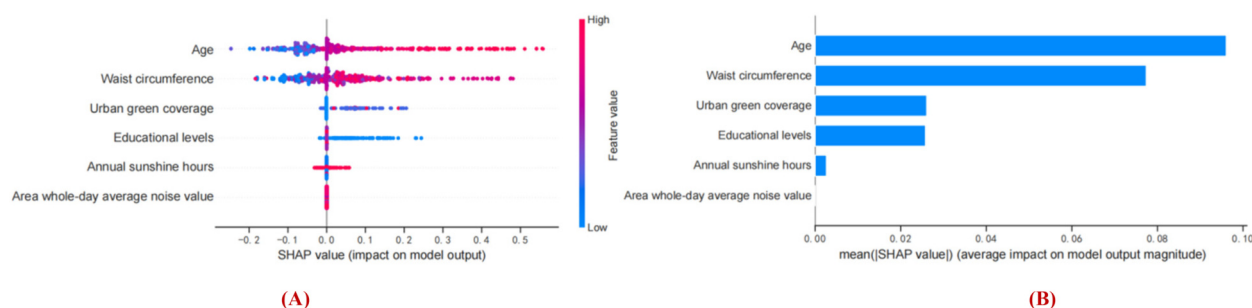 High
Age
Waist circumference
Urban green coverage
Educational levels
Annual sunshine hours
Area whole-day average noise value
Feature value
Low
−0.2 −0.1 0.0 0.1 0.2 0.3 0.4 0.5
SHAP value (impact on model output)
(A)
Age
Waist circumference
Urban green coverage
Educational levels
Annual sunshine hours
Area whole-day average noise value
0.00 0.02 0.04 0.06 0.08 0.10
mean(|SHAP value|) (average impact on model output magnitude)
(B)